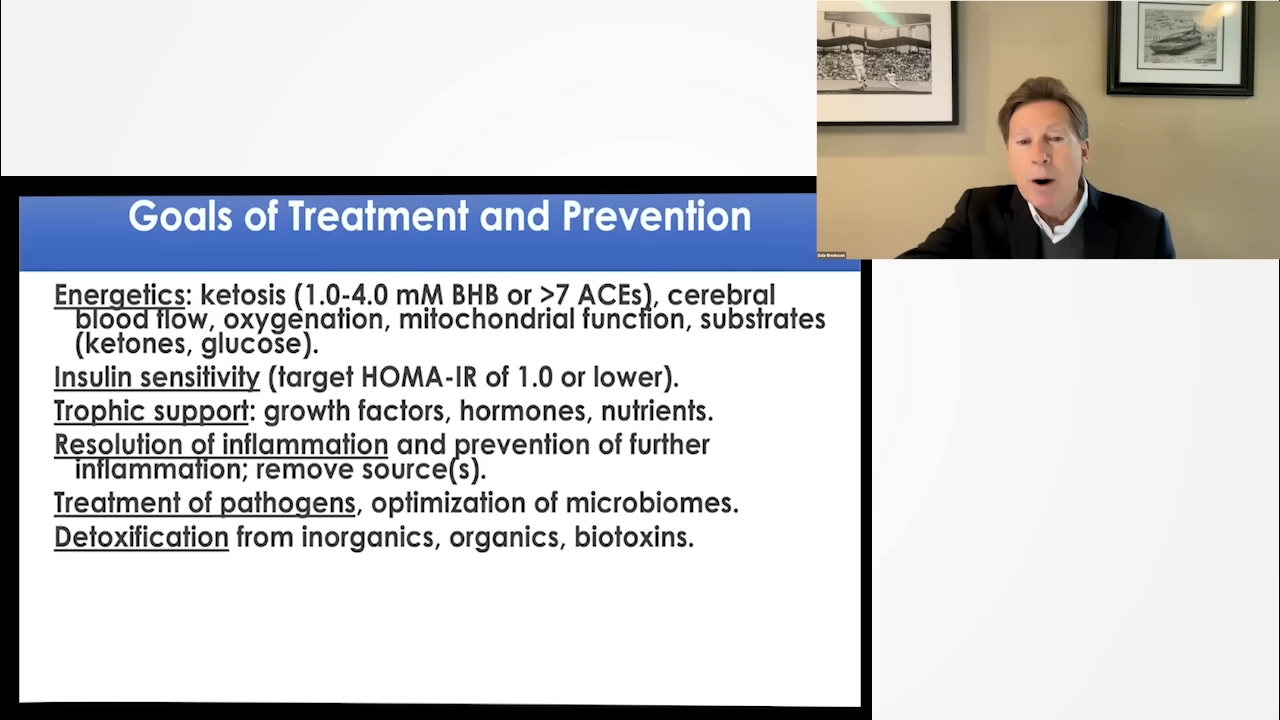 Goals of Treatment and Prevention
Energetics: ketosis (1.0-4.0 mM BHB or >7 ACEs), cerebral
blood flow, oxygenation, mitochondrial function, substrates
(ketones, glucose).
Insulin sensitivity (target HOMA-IR of 1.0 or lower).
Trophic support: growth factors, hormones, nutrients.
Resolution of inflammation and prevention of further
inflammation; remove source(s).
Treatment of pathogens, optimization of microbiomes.
Detoxification from inorganics, organics, biotoxins.
Dale Bredesen